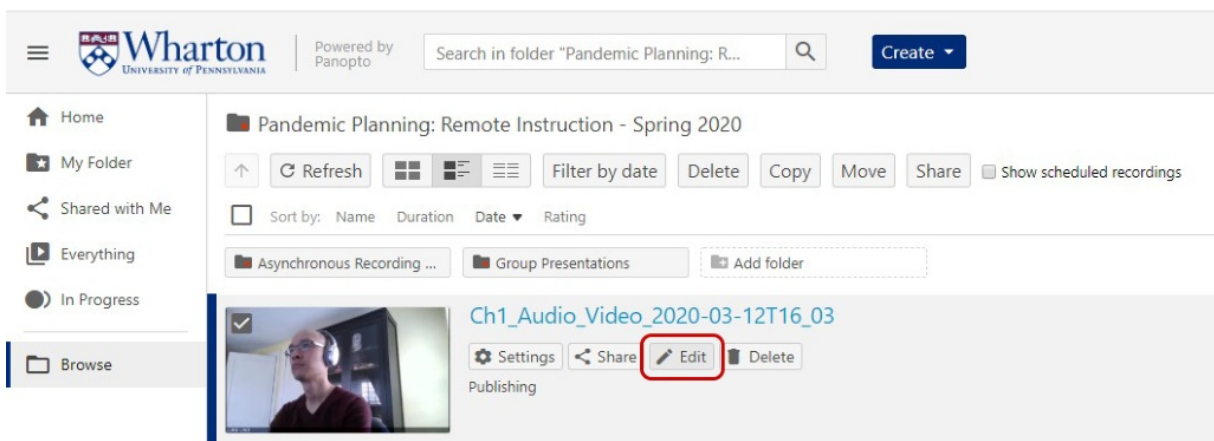 Wharton
UNIVERSITY of PENNSYLVANIA
Powered by
Panopto
Search in folder "Pandemic Planning: R...
Create
Home
My Folder
Shared with Me
Everything
In Progress
Browse
Pandemic Planning: Remote Instruction - Spring 2020
Refresh
Filter by date
Delete
Copy
Move
Share
Show scheduled recordings
Sort by: Name Duration Date Rating
Asynchronous Recording ...
Group Presentations
Add folder
Ch1_Audio_Video_2020-03-12T16_03
Settings
Share
Edit
Delete
Publishing